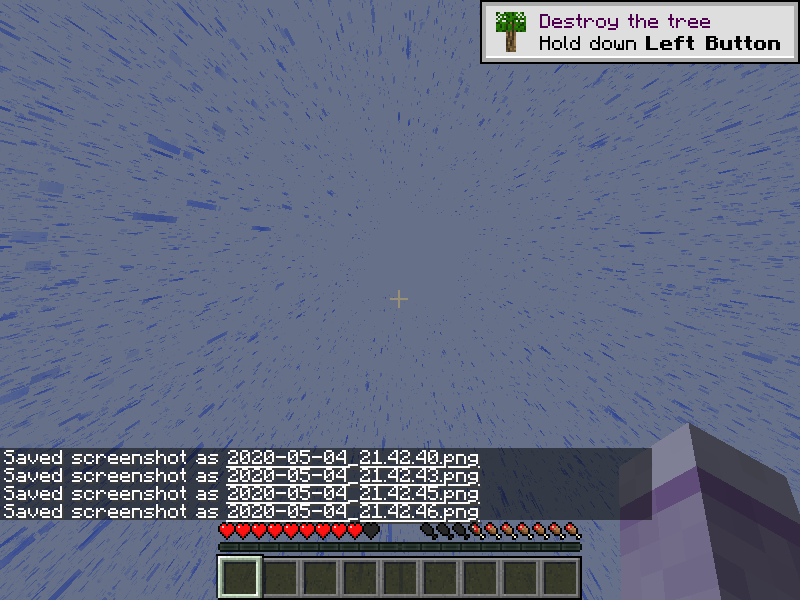 Destroy the tree
Hold down Left Button
Saved screenshot as 2020-05-04_21.42.40.png
Saved screenshot as 2020-05-04_21.42.43.png
Saved screenshot as 2020-05-04_21.42.45.png
Saved screenshot as 2020-05-04_21.42.46.png